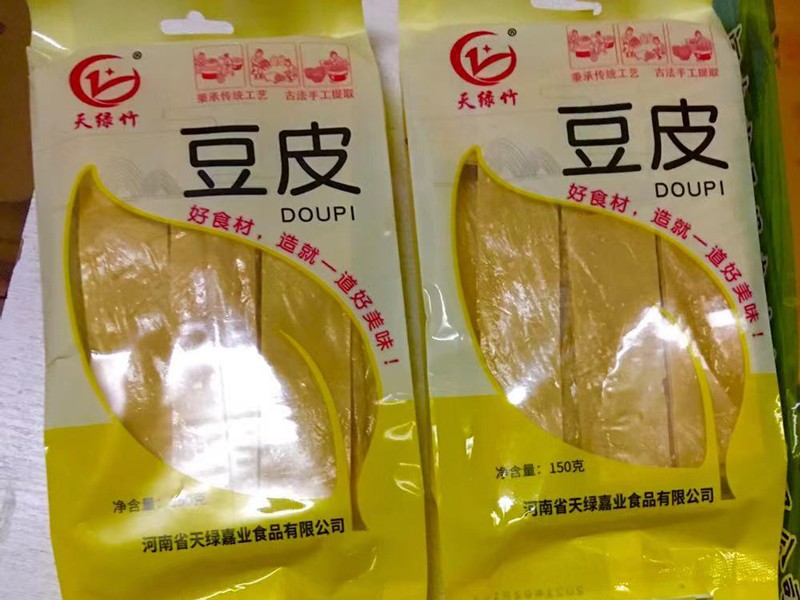 天绿竹
®
秉承传统工艺 古法手工提取
豆皮
DOUPI
好食材，造就一道好美味！
净含量：
河南省天绿嘉业食品有限公司
天绿竹
®
秉承传统工艺 古法手工提取
豆皮
DOUPI
好食材，造就一道好美味！
净含量：150克
河南省天绿嘉业食品有限公司